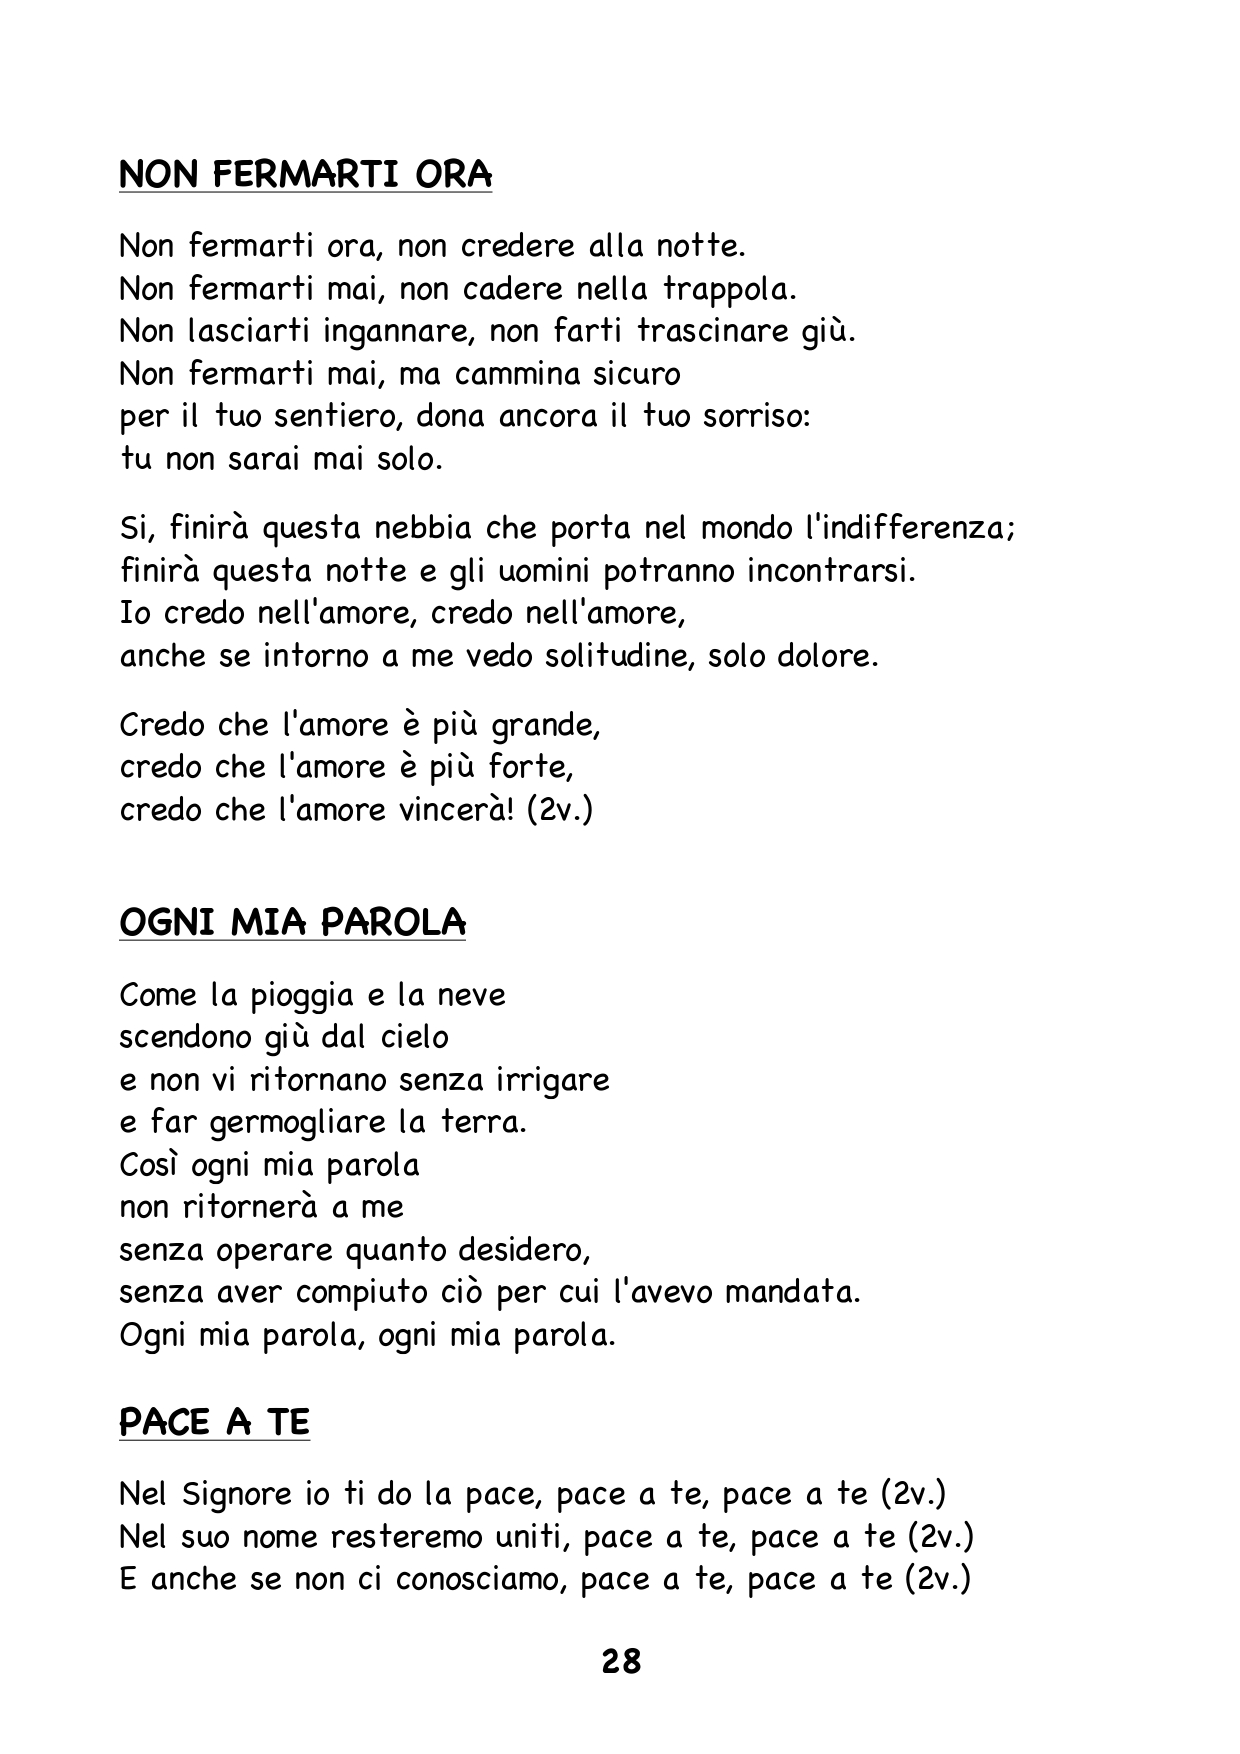 NON FERMARTI ORA
Non fermarti ora, non credere alla notte.
Non fermarti mai, non cadere nella trappola.
Non lasciarti ingannare, non farti trascinare giù.
Non fermarti mai, ma cammina sicuro
per il tuo sentiero, dona ancora il tuo sorriso:
tu non sarai mai solo.
Si, finirà questa nebbia che porta nel mondo l'indifferenza;
finirà questa notte e gli uomini potranno incontrarsi.
Io credo nell'amore, credo nell'amore,
anche se intorno a me vedo solitudine, solo dolore.
Credo che l'amore è più grande,
credo che l'amore è più forte,
credo che l'amore vincerà! (2v.)
OGNI MIA PAROLA
Come la pioggia e la neve
scendono giù dal cielo
e non vi ritornano senza irrigare
e far germogliare la terra.
Così ogni mia parola
non ritornerà a me
senza operare quanto desidero,
senza aver compiuto ciò per cui l'avevo mandata.
Ogni mia parola, ogni mia parola.
PACE A TE
Nel Signore io ti do la pace, pace a te, pace a te (2v.)
Nel suo nome resteremo uniti, pace a te, pace a te (2v.)
E anche se non ci conosciamo, pace a te, pace a te (2v.)
28